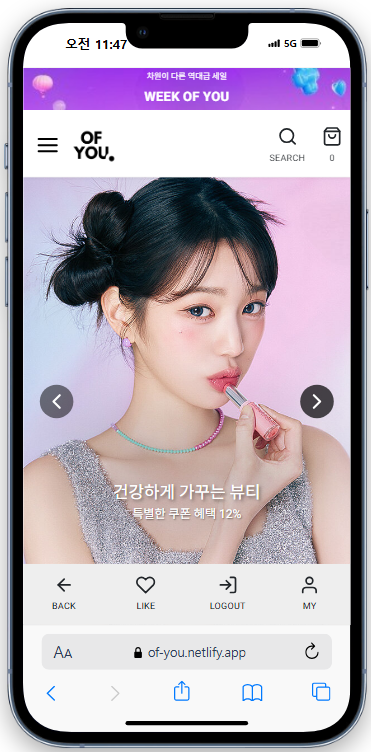 오전 11:47
5G
차원이 다른 역대급 세일
WEEK OF YOU
OF
YOU.
SEARCH
0
건강하게 가꾸는 뷰티
특별한 쿠폰 혜택 12%
BACK
LIKE
LOGOUT
MY
AA
of-you.netlify.app